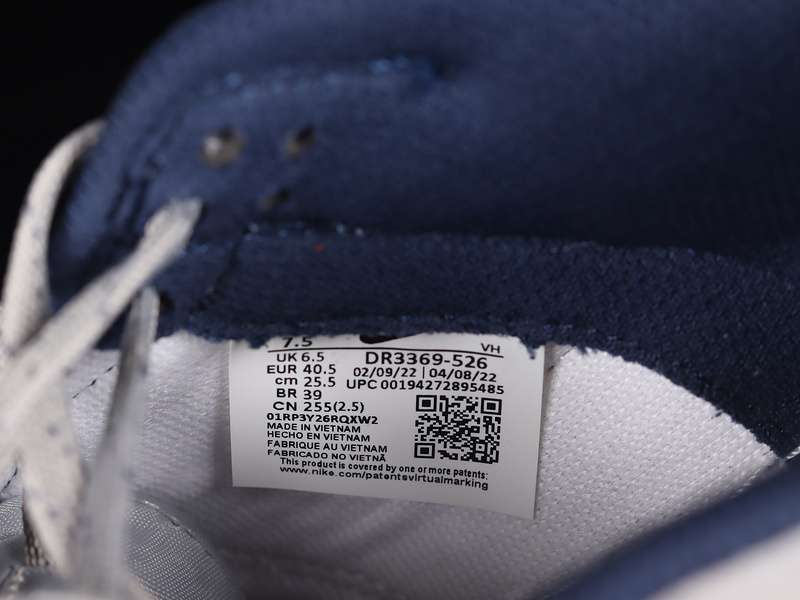 7.5
VH
UK 6.5
DR3369-526
EUR 40.5
02/09/22 | 04/08/22
cm 25.5
UPC 00194272895485
BR 39
CN 255(2.5)
01RP3Y26RQXW2
MADE IN VIETNAM
HECHO EN VIETNAM
FABRIQUE AU VIETNAM
FABRICADO NO VIETNÃ
This product is covered by one or more patents:
www.nike.com/patentsvirtualmarking